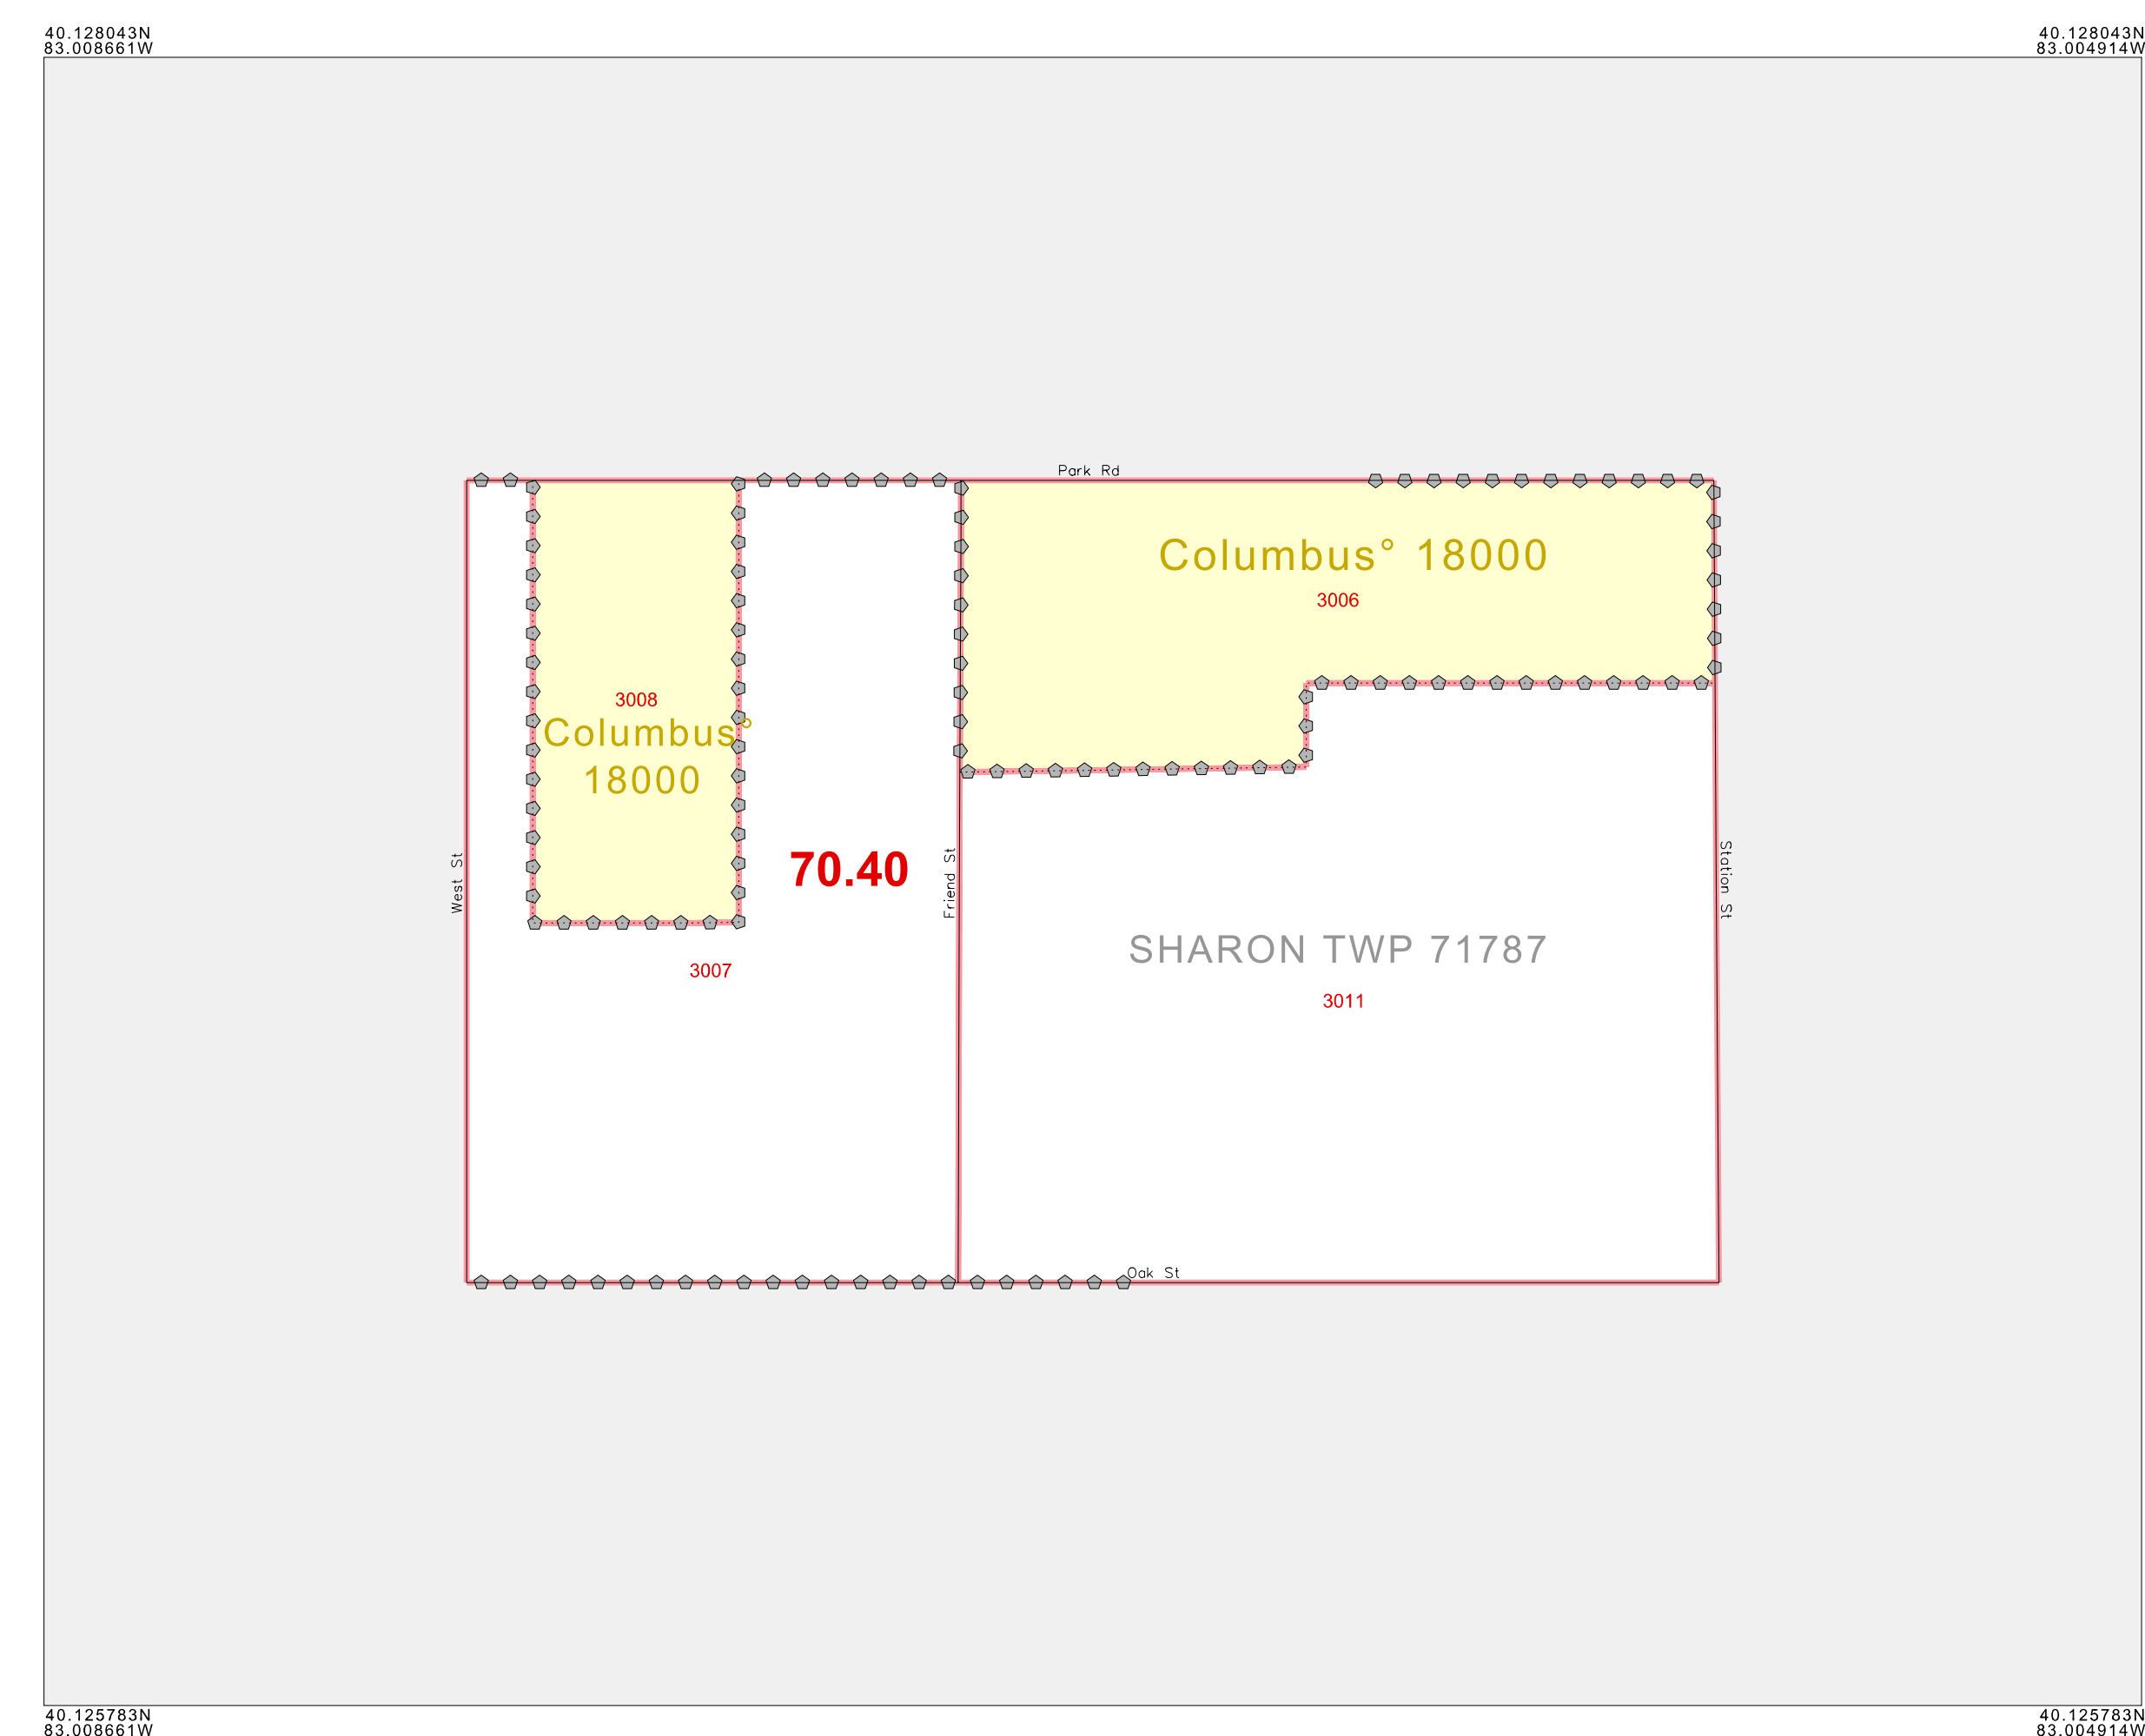 40.128043N
83.008661W
40.128043N
83.004914W
Park Rd
Columbus° 18000
3006
3008
Columbus°
18000
West St
70.40
Friend St
Station St
SHARON TWP 71787
3007
3011
Oak St
40.125783N
83.008661W
40.125783N
83.004914W